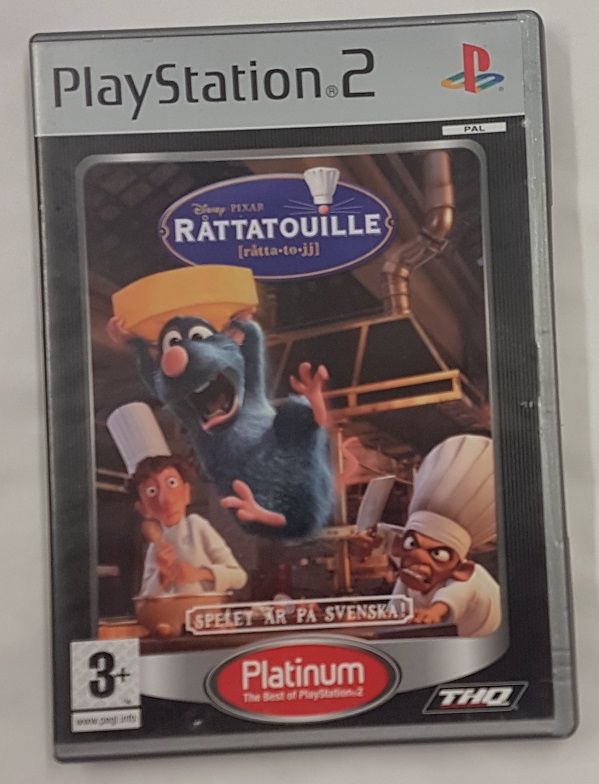 PlayStation®2
PAL
Disney PIXAR
RÅTTATOUILLE
[råtta•to•jj]
SPELET ÄR PÅ SVENSKA!
3+
www.pegi.info
Platinum
The Best of PlayStation®2
THQ